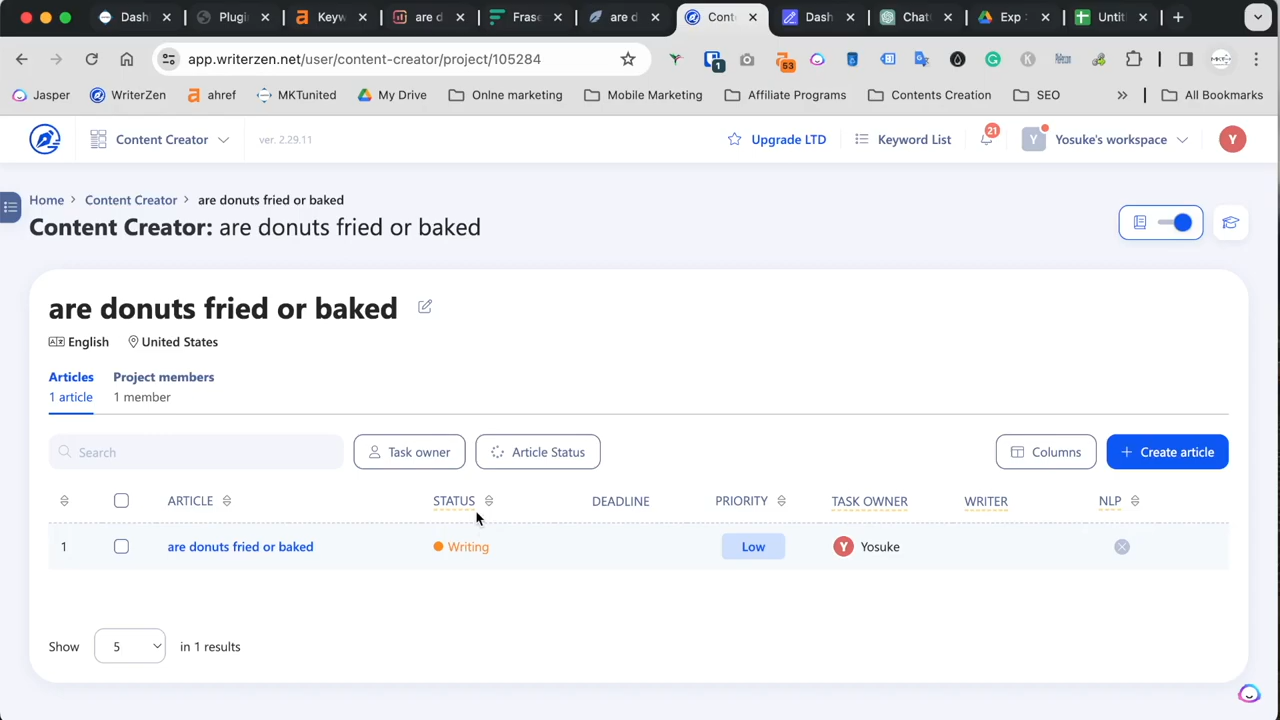 Dash
Plugi
Keyw
are d
Frase
are d
Cont
Dash
Chat
Exp
Untit
app.writerzen.net/user/content-creator/project/105284
1
53
Jasper
WriterZen
ahref
MKTunited
My Drive
Onlne marketing
Mobile Marketing
Affiliate Programs
Contents Creation
SEO
»
All Bookmarks
Content Creator
ver. 2.29.11
Upgrade LTD
Keyword List
21
Y
Yosuke's workspace
Y
Home > Content Creator > are donuts fried or baked
Content Creator: are donuts fried or baked
are donuts fried or baked
English
United States
Articles
Project members
1 article
1 member
Search
Task owner
Article Status
Columns
+ Create article
ARTICLE
STATUS
DEADLINE
PRIORITY
TASK OWNER
WRITER
NLP
1
are donuts fried or baked
Writing
Low
Y
Yosuke
Show
5
in 1 results